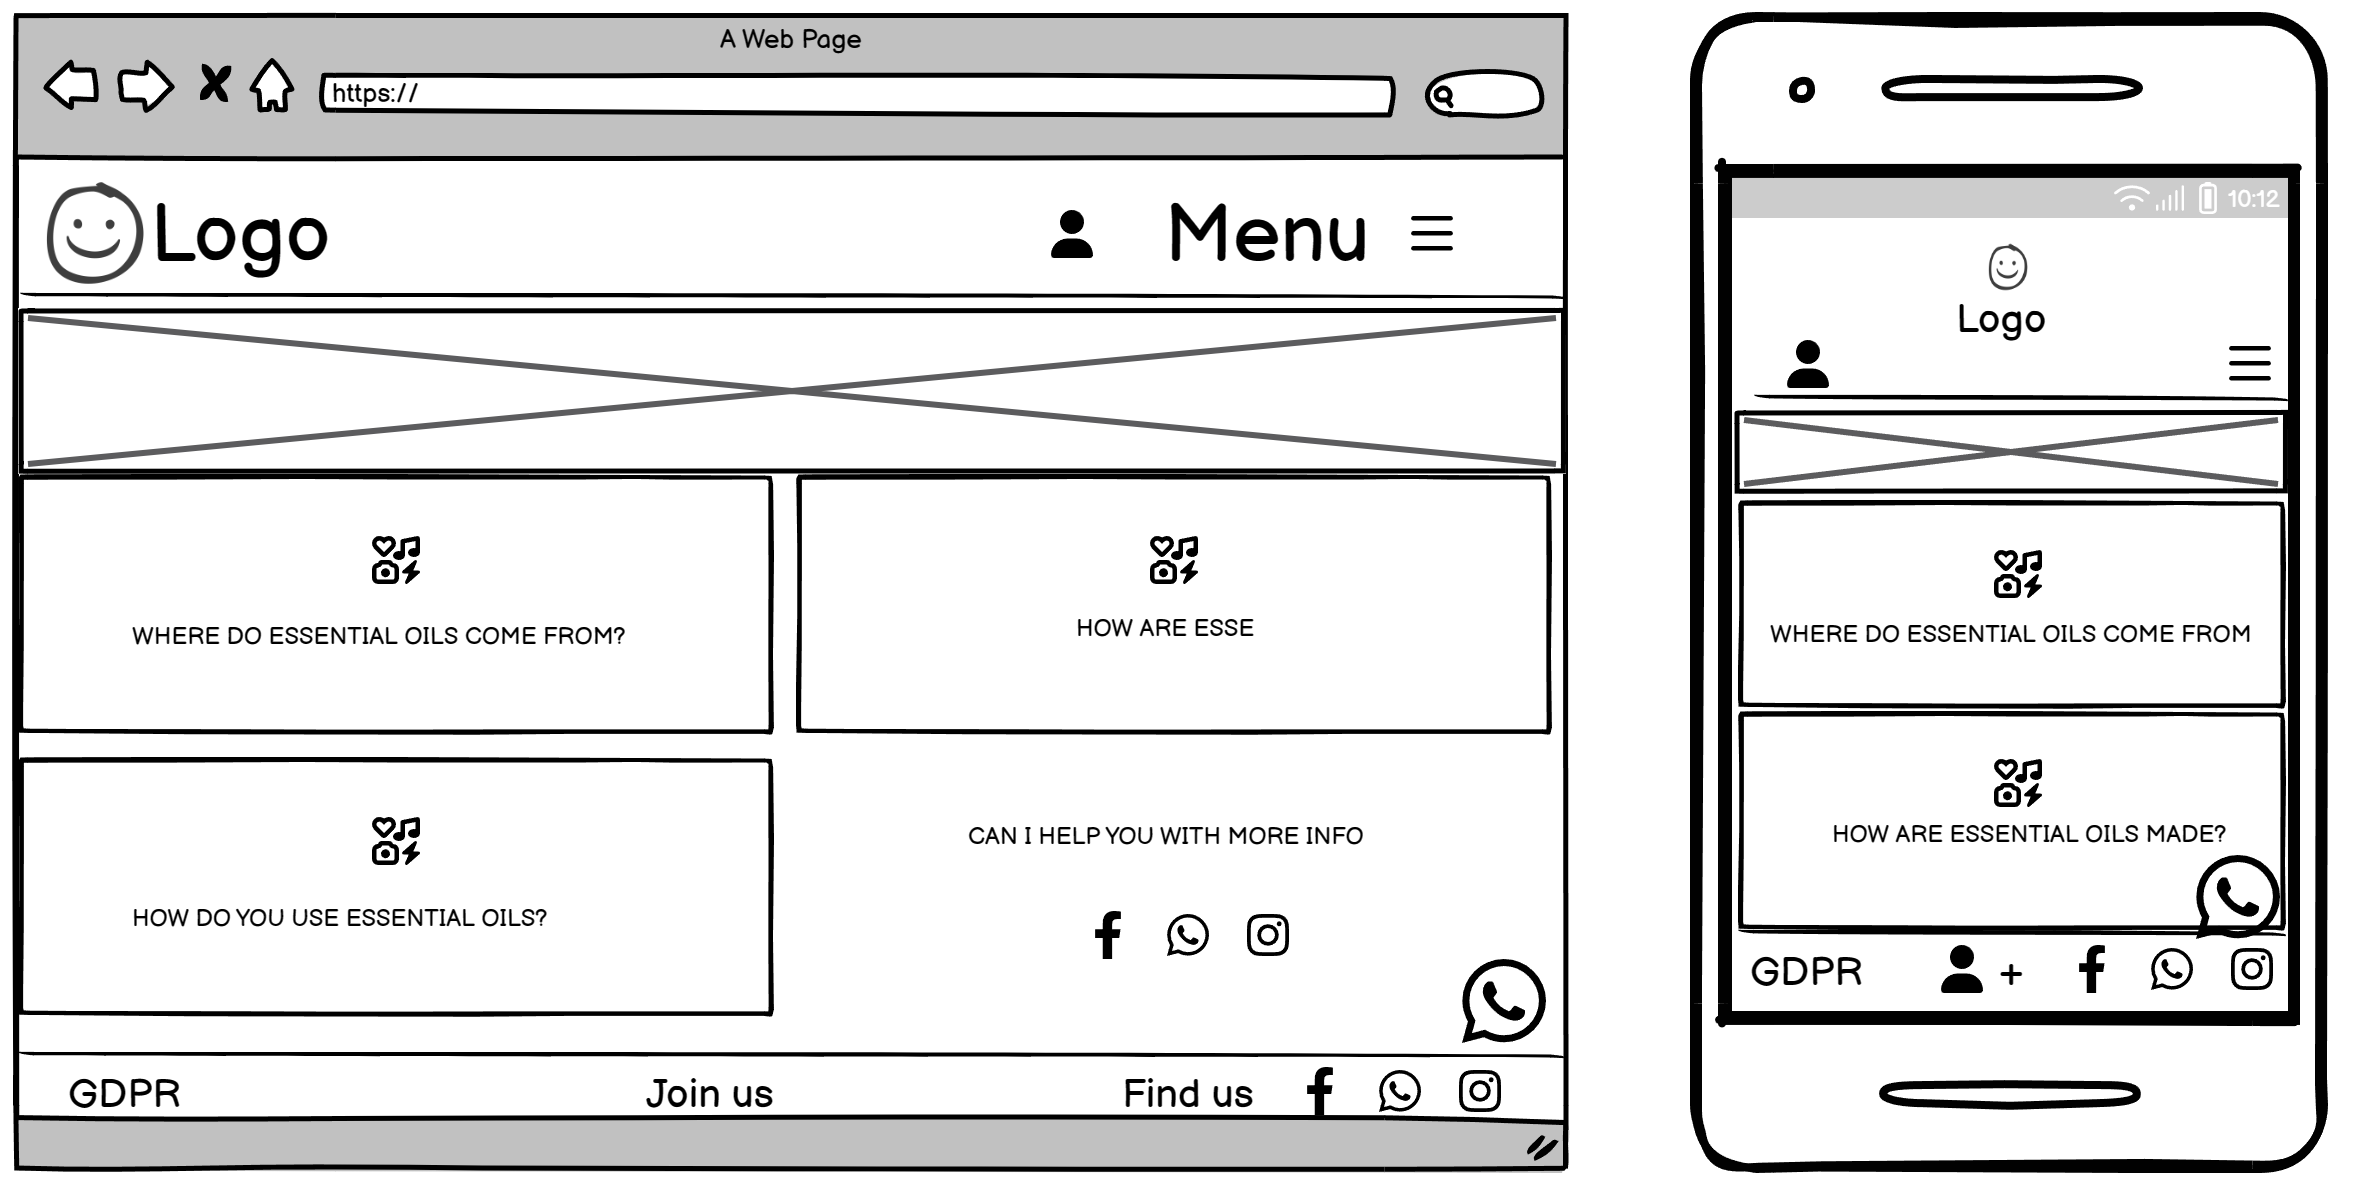 A Web Page
https://
Logo
Menu
WHERE DO ESSENTIAL OILS COME FROM?
HOW ARE ESSE
HOW DO YOU USE ESSENTIAL OILS?
CAN I HELP YOU WITH MORE INFO
GDPR
Join us
Find us
10:12
Logo
WHERE DO ESSENTIAL OILS COME FROM
HOW ARE ESSENTIAL OILS MADE?
GDPR
+